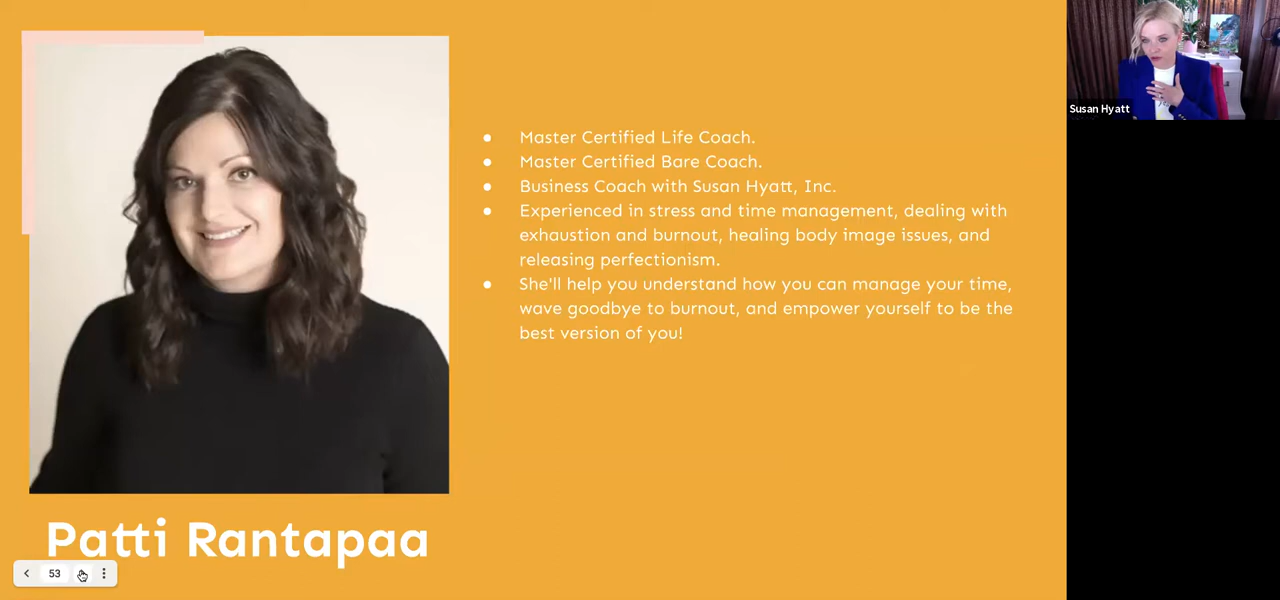 Susan Hyatt
Master Certified Life Coach.
Master Certified Bare Coach.
Business Coach with Susan Hyatt, Inc.
Experienced in stress and time management, dealing with
exhaustion and burnout, healing body image issues, and
releasing perfectionism.
She'll help you understand how you can manage your time,
wave goodbye to burnout, and empower yourself to be the
best version of you!
Patti Rantapaa
53